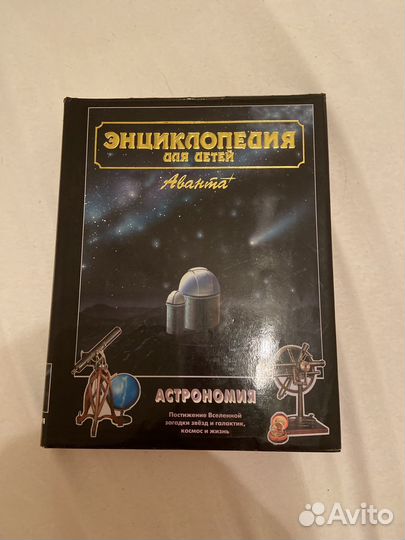 ЭНЦИКЛОПЕДИЯ
ДЛЯ ДЕТЕЙ
Аванта+
АСТРОНОМИЯ
Постижение Вселенной
загадки звёзд и галактик,
космос и жизнь
Avito